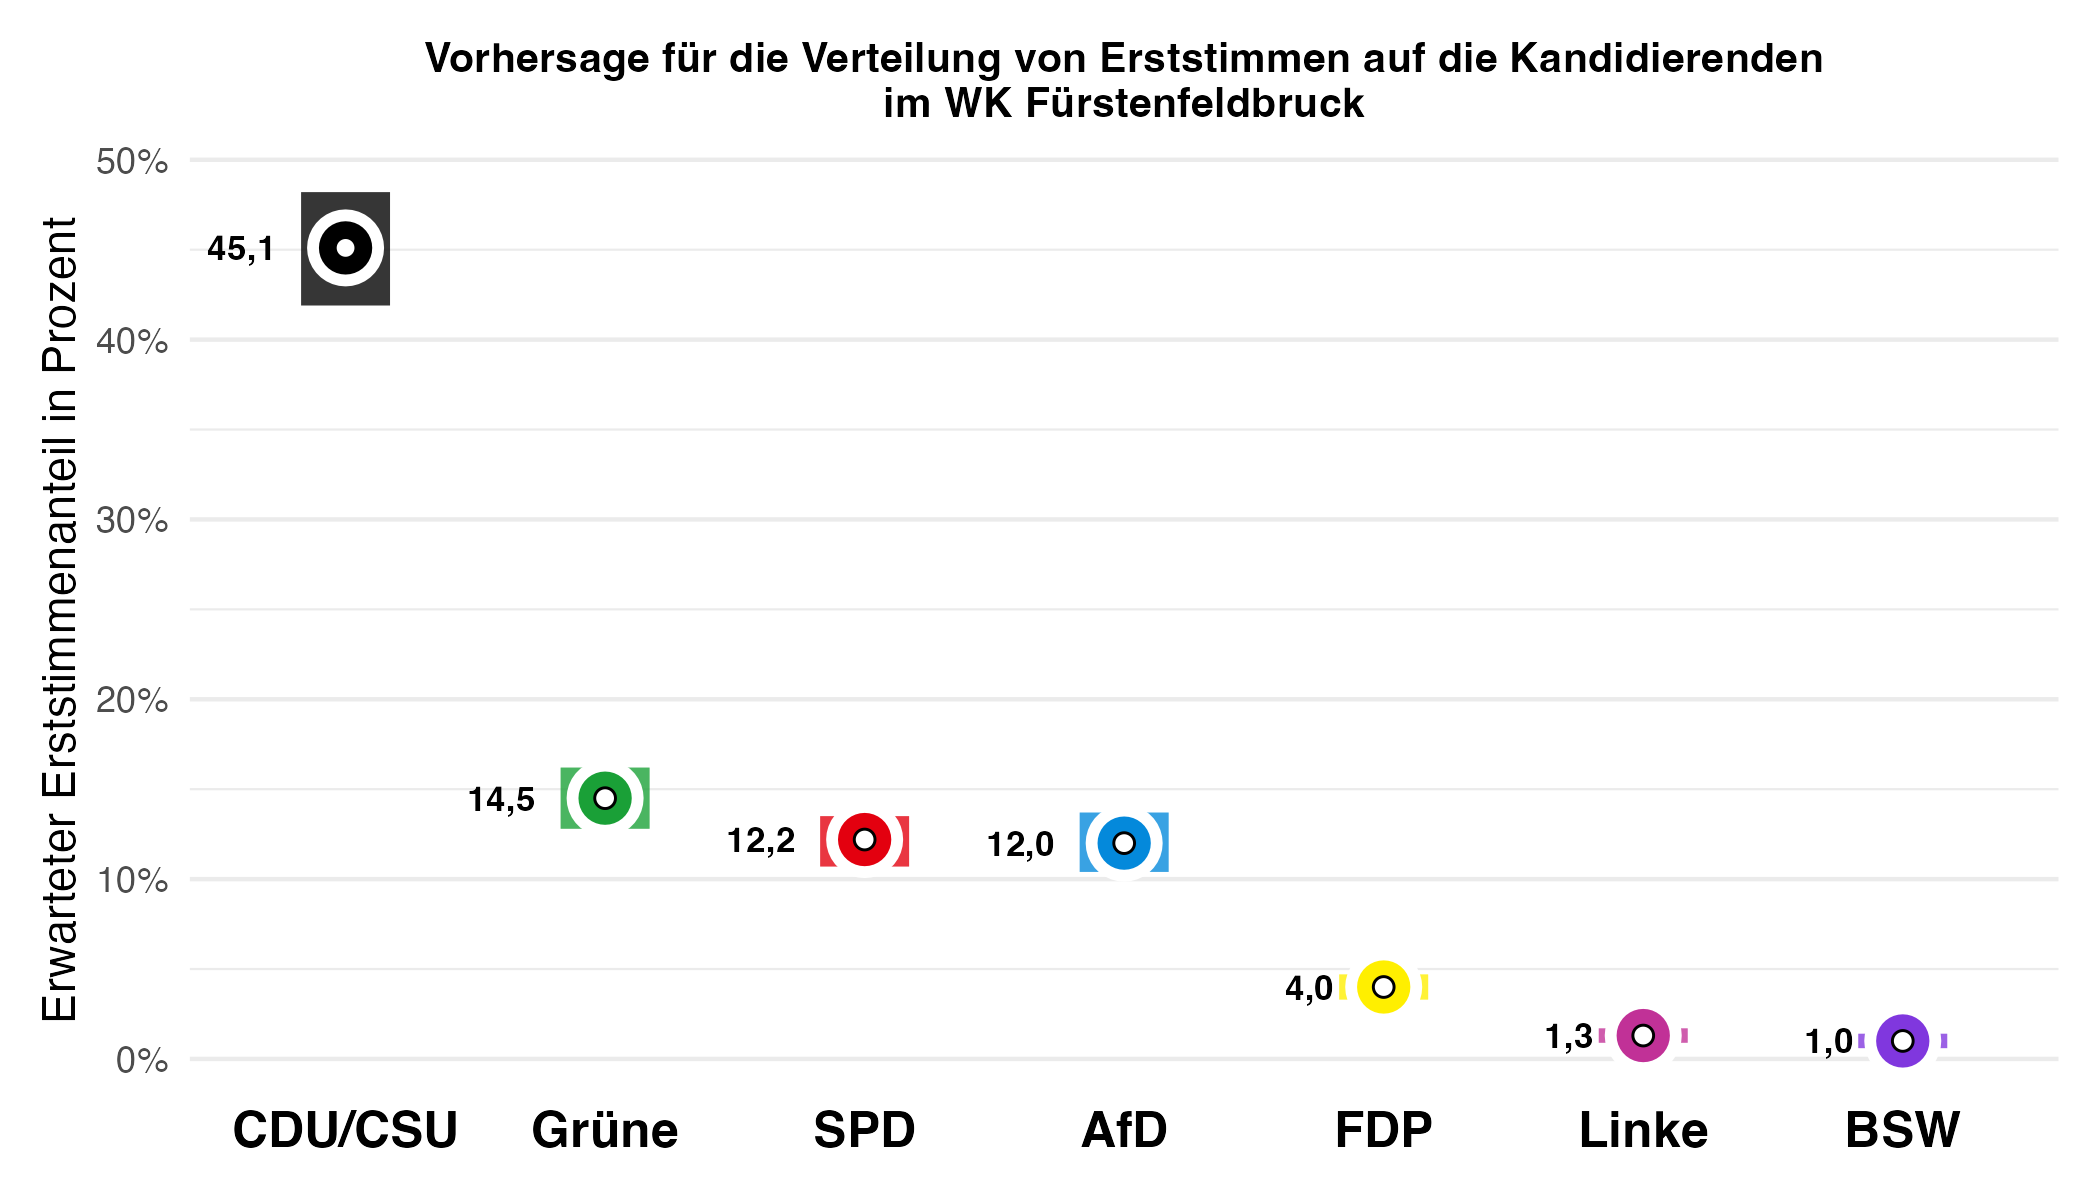 Vorhersage für die Verteilung von Erststimmen auf die Kandidierenden
im WK Fürstenfeldbruck
Erwarteter Erststimmenanteil in Prozent
50%
40%
30%
20%
10%
0%
45,1
14,5
12,2
12,0
4,0
1,3
1,0
CDU/CSU
Grüne
SPD
AfD
FDP
Linke
BSW